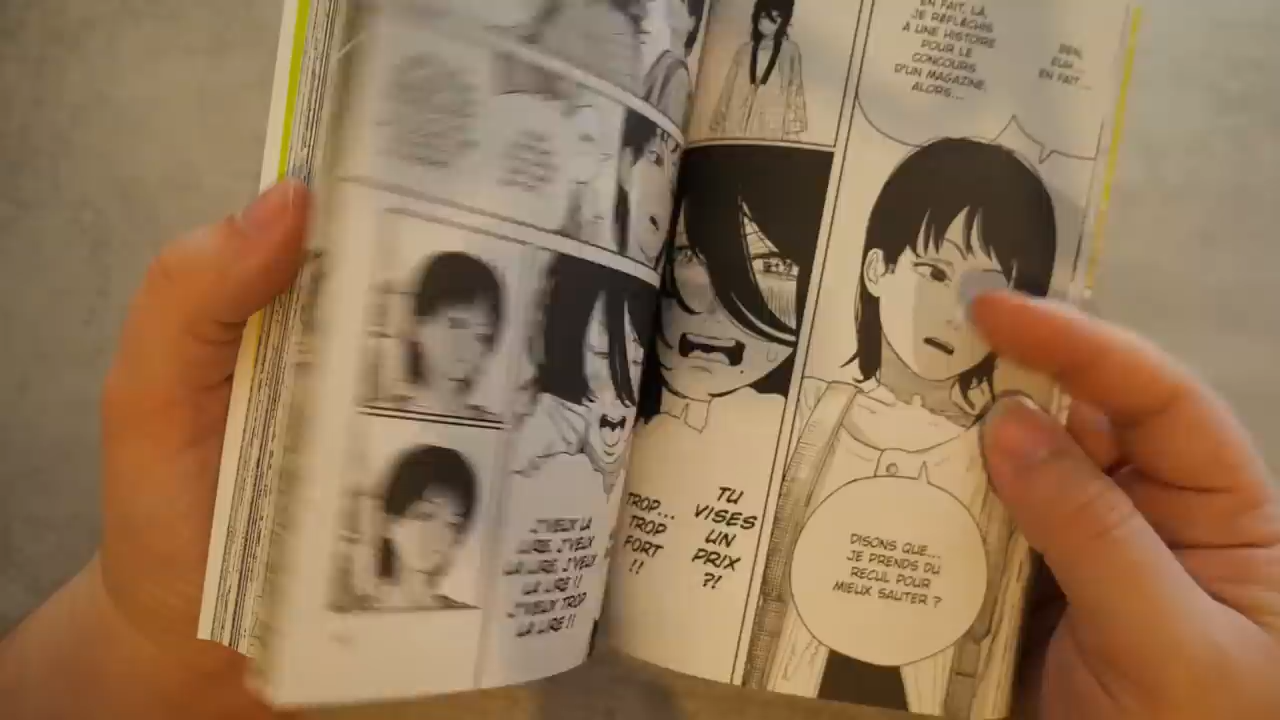 BEN,
EUH...
EN FAIT...
EN FAIT, LÀ,
JE RÉFLÉCHIS
À UNE HISTOIRE
POUR LE
CONCOURS
D'UN MAGAZINE,
ALORS...
DISONS QUE...
JE PRENDS DU
RECUL POUR
MIEUX SAUTER ?
TU
VISES
UN
PRIX
?!
TROP...
TROP
FORT
!!
J'VEUX LA
LIRE, J'VEUX
LA LIRE, J'VEUX
LA LIRE !!
J'VEUX TROP
LA LIRE !!